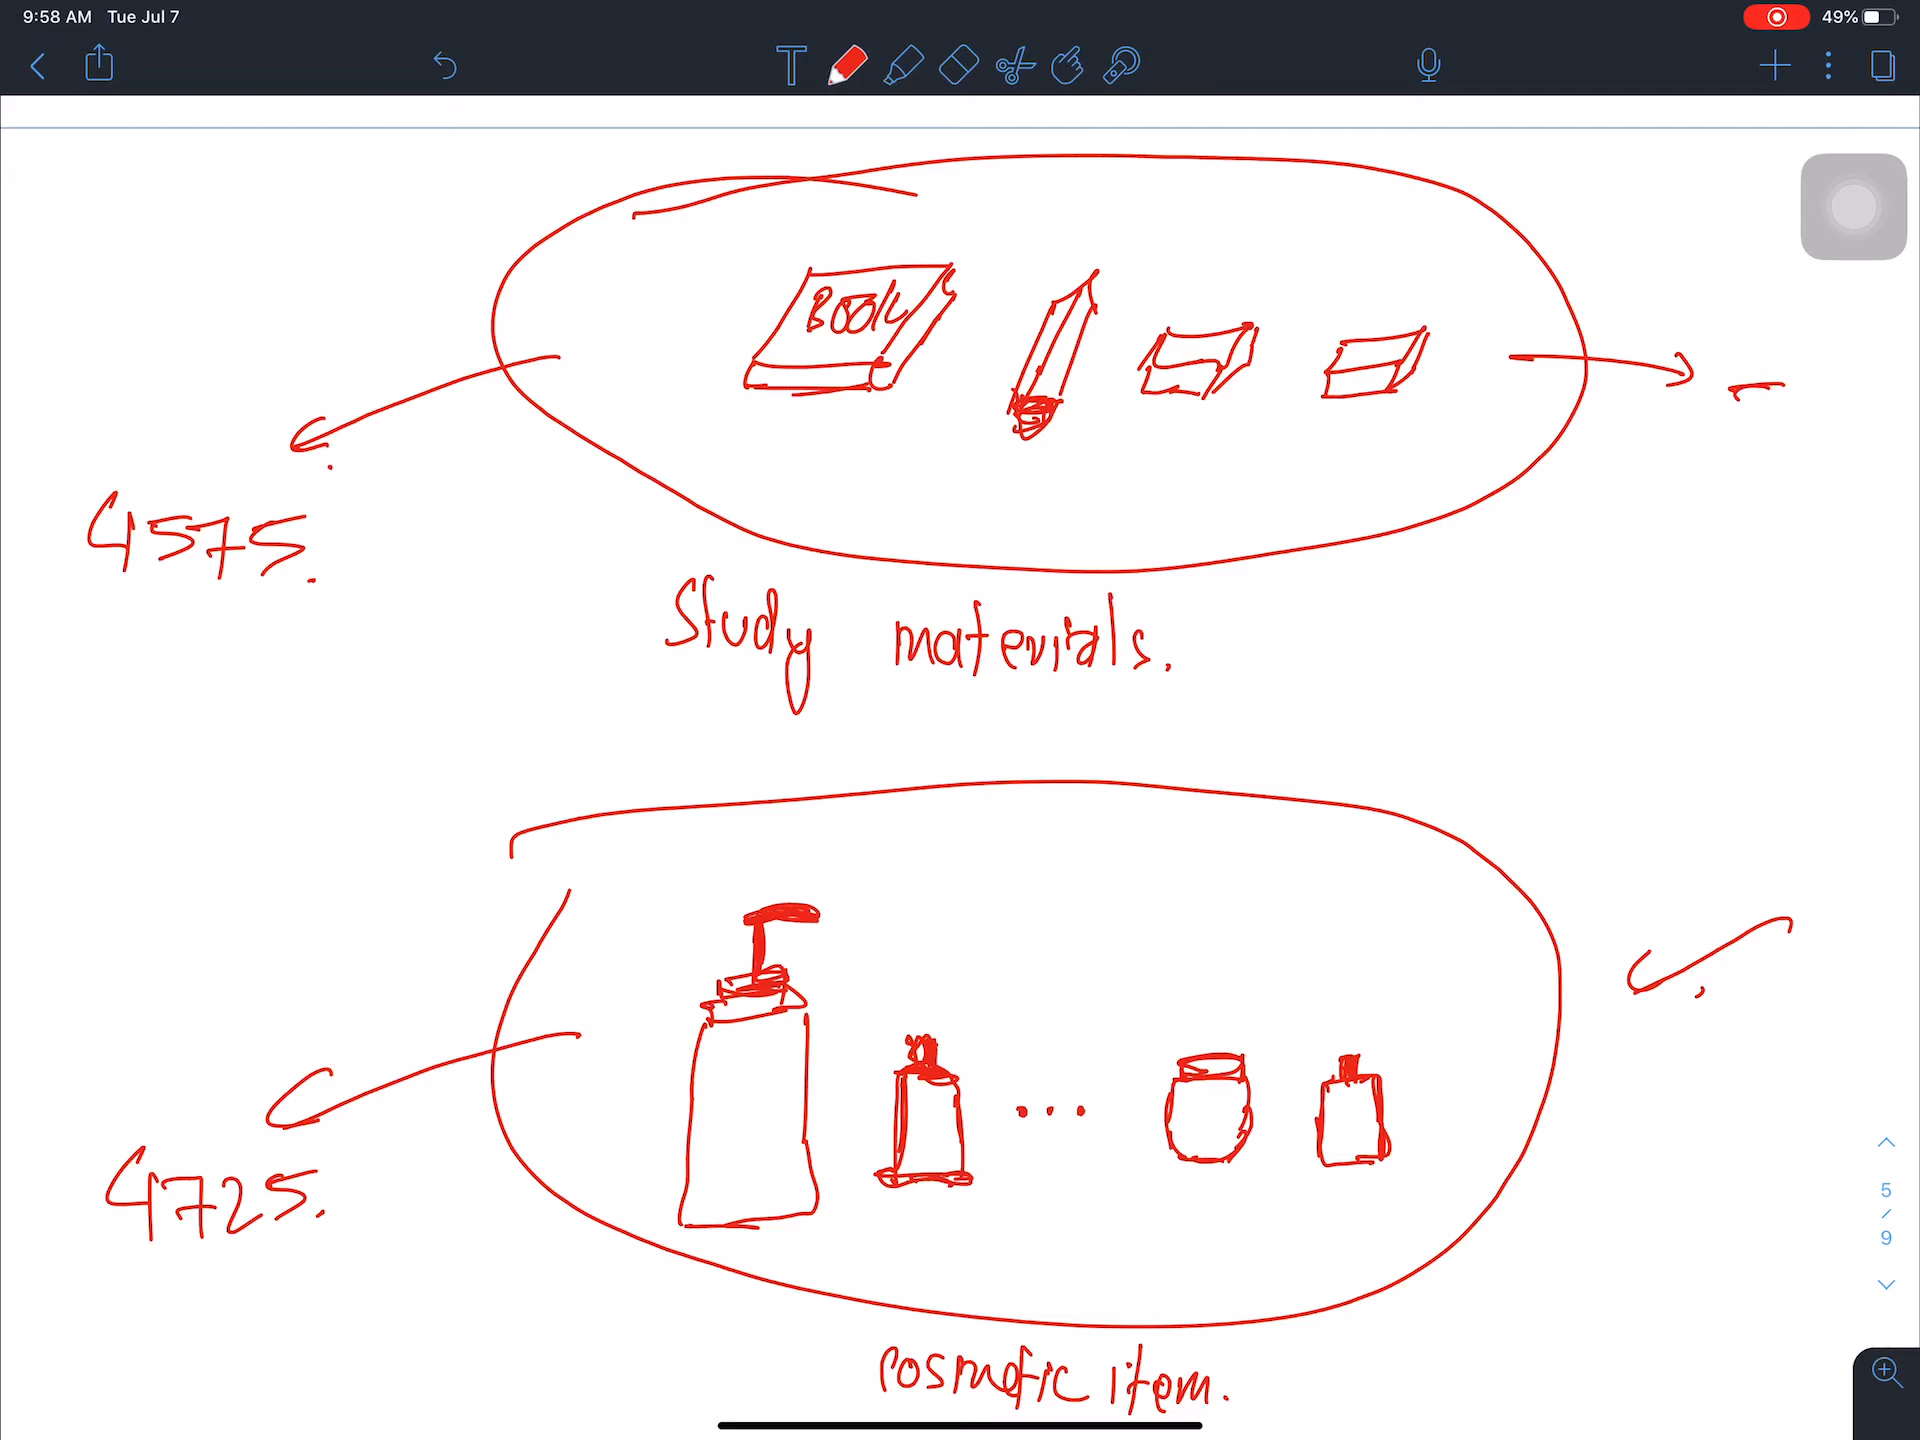 9:58 AM Tue Jul 7
49%
T
BOOK
4575.
Study materials.
4725.
5
/
9
cosmetic item.